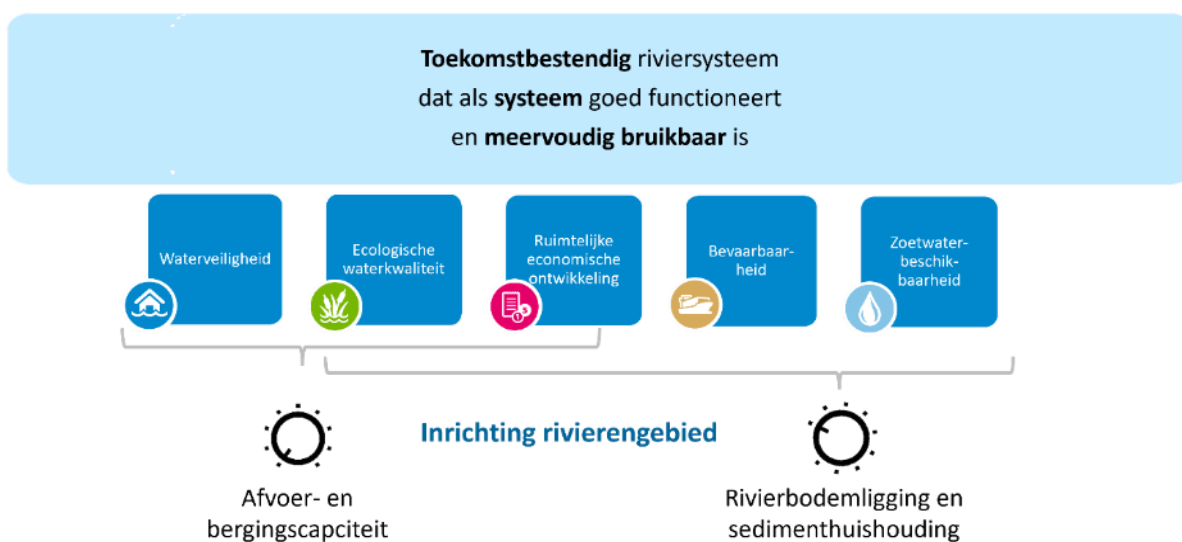 Toekomstbestendig riviersysteem
dat als systeem goed functioneert
en meervoudig bruikbaar is
Waterveiligheid
Ecologische
waterkwaliteit
Ruimtelijke
economische
ontwikkeling
Bevaarbaar-
heid
Zoetwater-
beschik-
baarheid
Inrichting rivierengebied
Afvoer- en
bergingscapciteit
Rivierbodemligging en
sedimenthuishouding